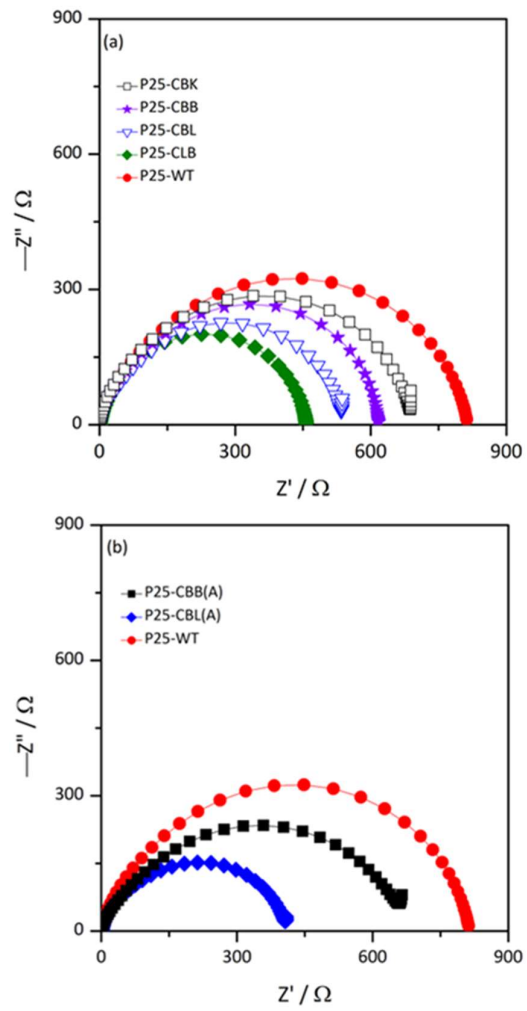 900
(a)
P25-CBK
P25-CBB
P25-CBL
P25-CLB
P25-WT
600
300
0
0 300 600 900
—Z" / Ω
Z' / Ω
900
(b)
P25-CBB(A)
P25-CBL(A)
P25-WT
600
300
0
0 300 600 900
—Z" / Ω
Z' / Ω